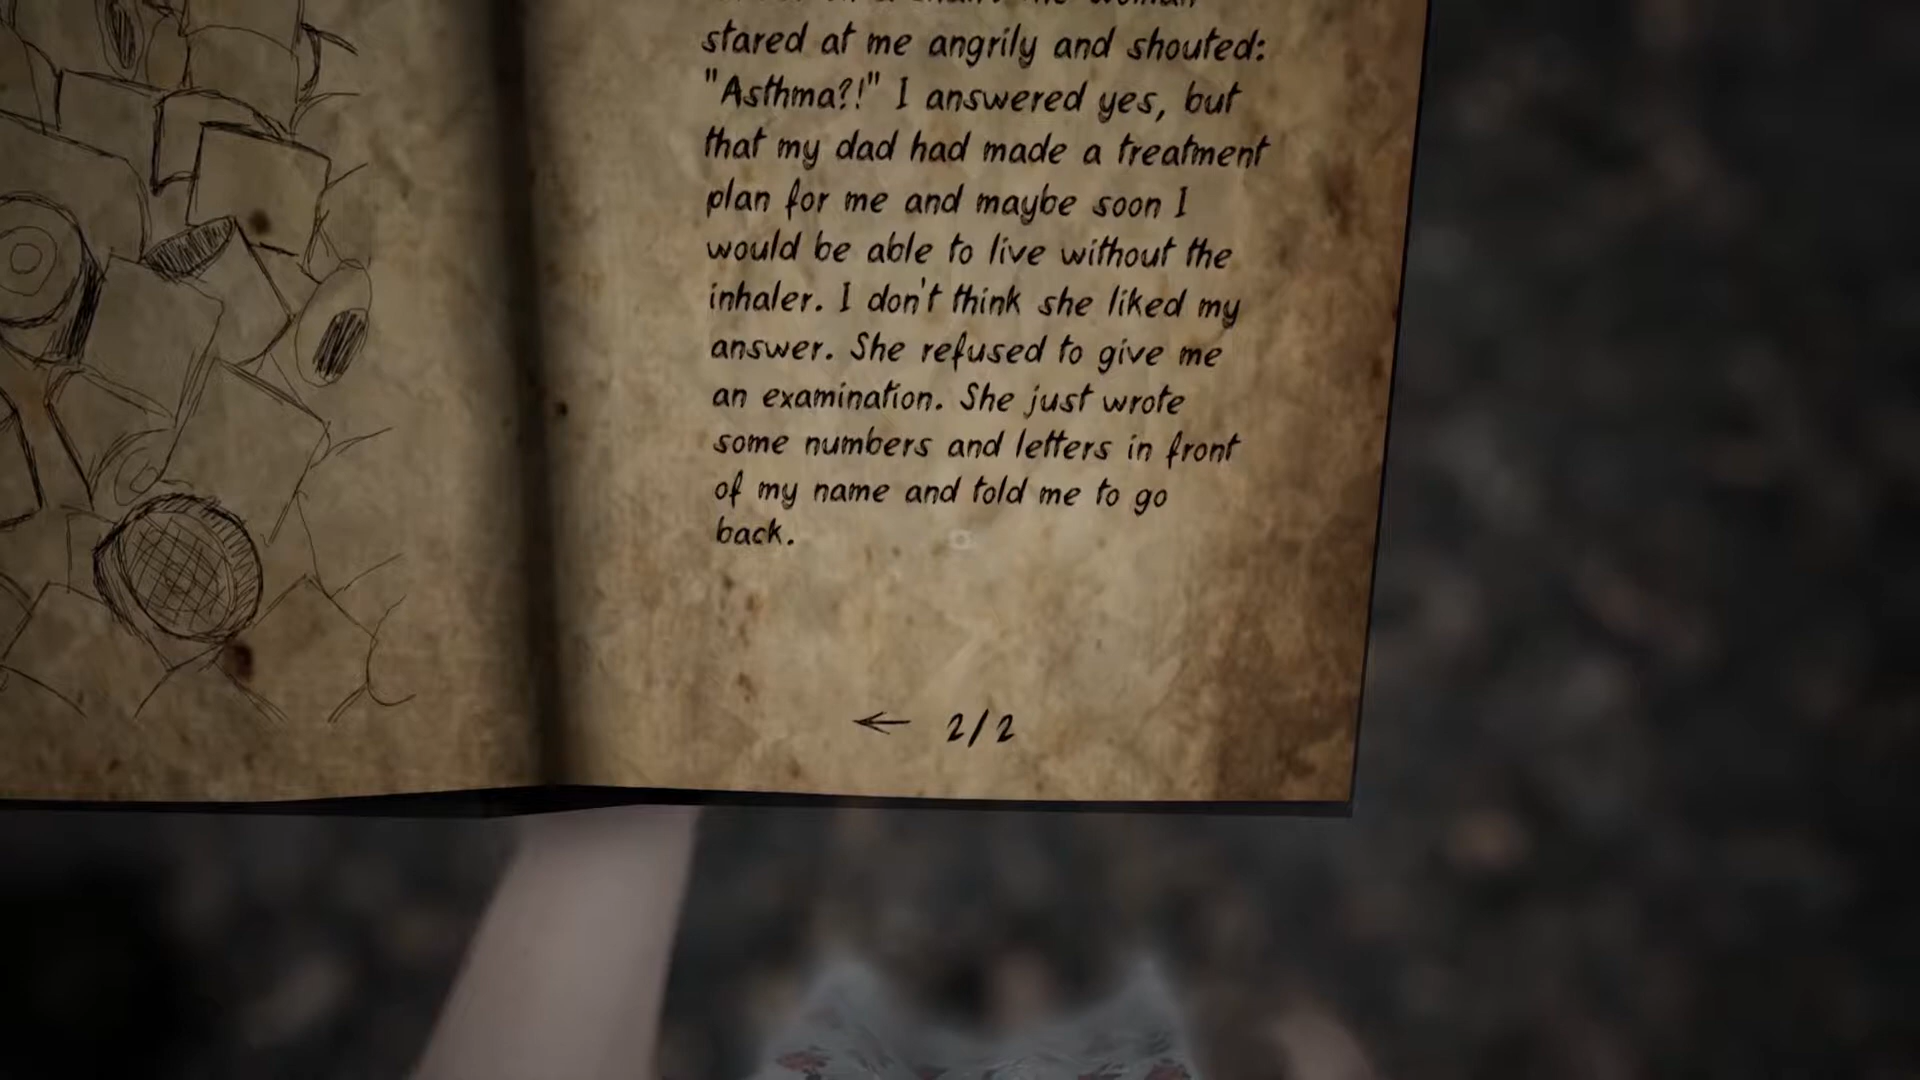 stared at me angrily and shouted:
"Asthma?!" I answered yes, but
that my dad had made a treatment
plan for me and maybe soon I
would be able to live without the
inhaler. I don't think she liked my
answer. She refused to give me
an examination. She just wrote
some numbers and letters in front
of my name and told me to go
back.
← 2/2